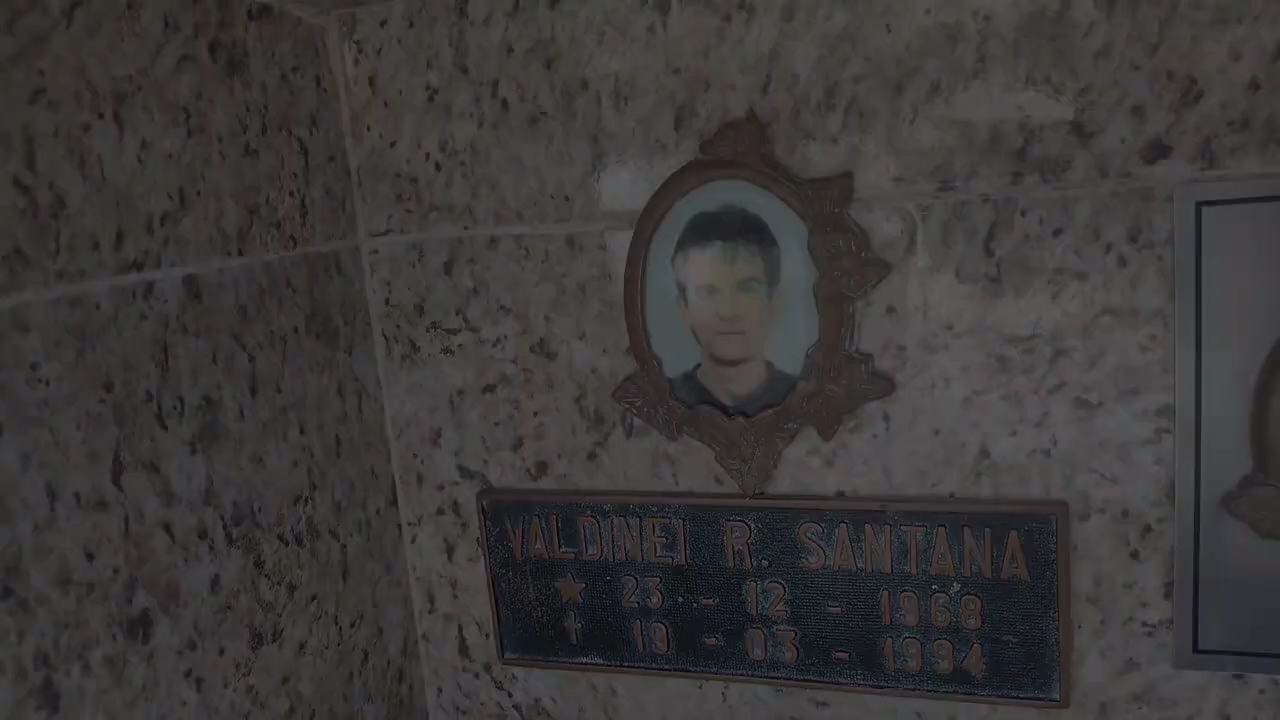 VALDINEI R. SANTANA
★ 23 - 12 - 1968
† 19 - 03 - 1994